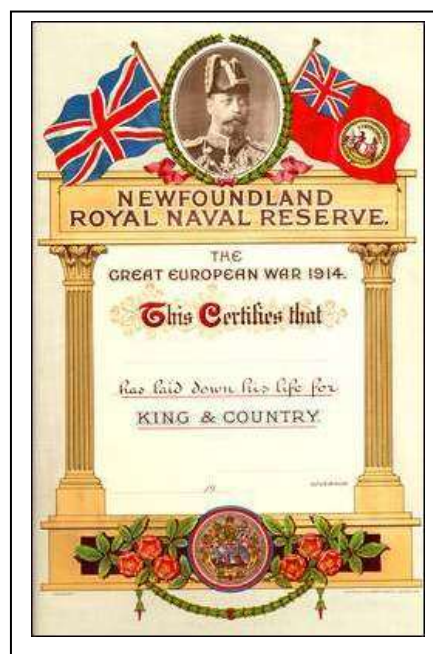 NEWFOUNDLAND
ROYAL NAVAL RESERVE.
THE
GREAT EUROPEAN WAR 1914.
This Certifies that
has laid down his life for
KING & COUNTRY.
19
GOVERNOR